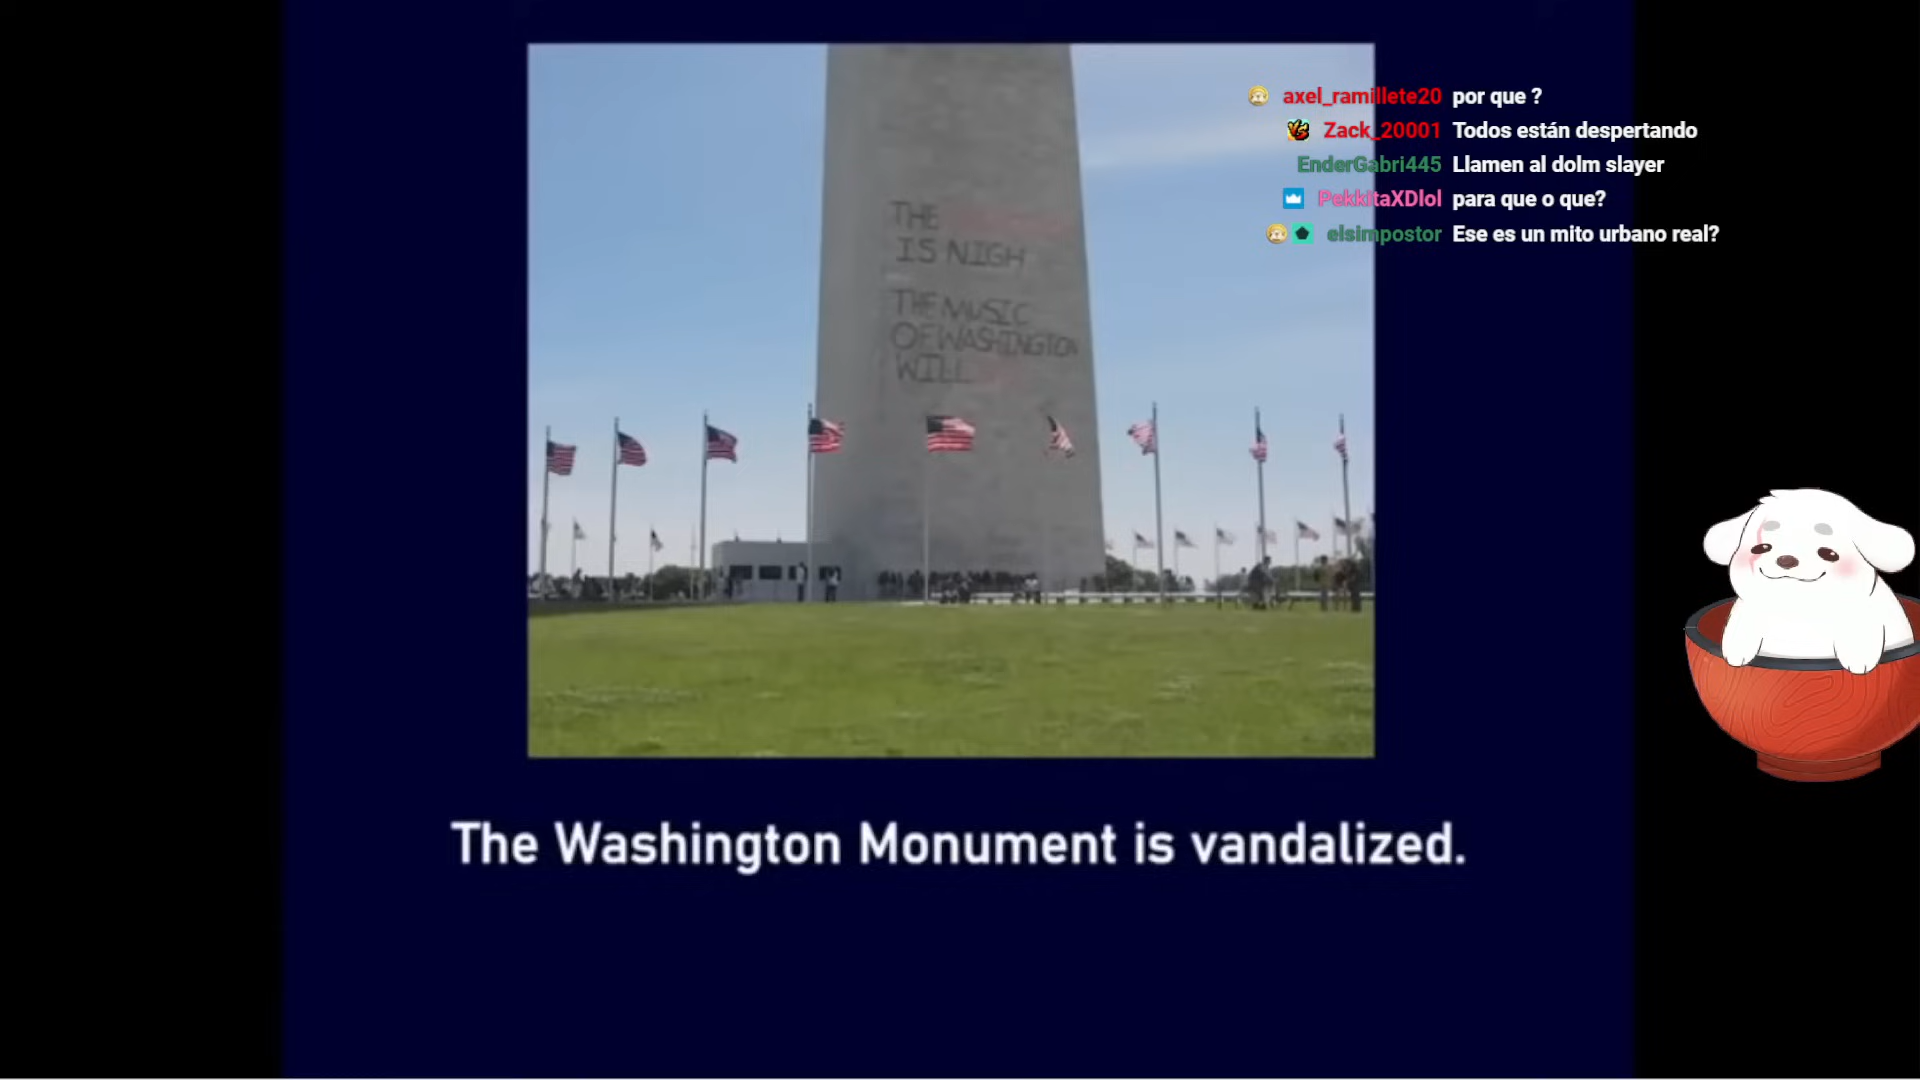 THE
IS NIGH
THE MUSIC
OF WASHINGTON
WILL
axel_ramillete20 por que ?
Zack_20001 Todos están despertando
EnderGabri445 Llamen al dolm slayer
PekkitaXDlol para que o que?
elsimpostor Ese es un mito urbano real?
The Washington Monument is vandalized.